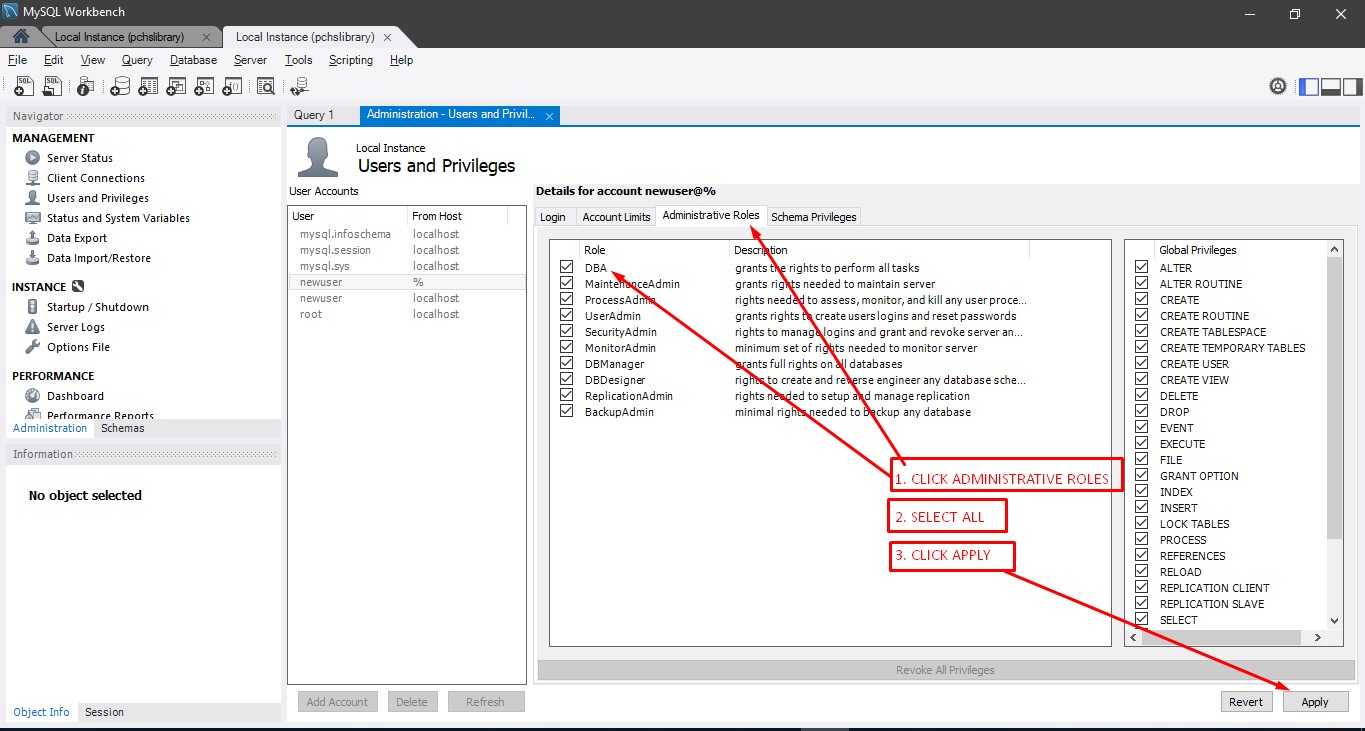 MySQL Workbench
Local Instance (pchslibrary)
Local Instance (pchslibrary)
File Edit View Query Database Server Tools Scripting Help
Navigator
MANAGEMENT
Server Status
Client Connections
Users and Privileges
Status and System Variables
Data Export
Data Import/Restore
INSTANCE
Startup / Shutdown
Server Logs
Options File
PERFORMANCE
Dashboard
Performance Reports
Administration Schemas
Information
No object selected
Object Info Session
Query 1
Administration - Users and Privil...
Local Instance
Users and Privileges
User Accounts
User From Host
mysql.infoschema localhost
mysql.session localhost
mysql.sys localhost
newuser %
newuser localhost
root localhost
Add Account Delete Refresh
Details for account newuser@%
Login Account Limits Administrative Roles Schema Privileges
Role Description
DBA grants the rights to perform all tasks
MaintenanceAdmin grants rights needed to maintain server
ProcessAdmin rights needed to assess, monitor, and kill any user proce...
UserAdmin grants rights to create users logins and reset passwords
SecurityAdmin rights to manage logins and grant and revoke server an...
MonitorAdmin minimum set of rights needed to monitor server
DBManager grants full rights on all databases
DBDesigner rights to create and reverse engineer any database sche...
ReplicationAdmin rights needed to setup and manage replication
BackupAdmin minimal rights needed to backup any database
1. CLICK ADMINISTRATIVE ROLES
2. SELECT ALL
3. CLICK APPLY
Global Privileges
ALTER
ALTER ROUTINE
CREATE
CREATE ROUTINE
CREATE TABLESPACE
CREATE TEMPORARY TABLES
CREATE USER
CREATE VIEW
DELETE
DROP
EVENT
EXECUTE
FILE
GRANT OPTION
INDEX
INSERT
LOCK TABLES
PROCESS
REFERENCES
RELOAD
REPLICATION CLIENT
REPLICATION SLAVE
SELECT
Revoke All Privileges
Revert Apply